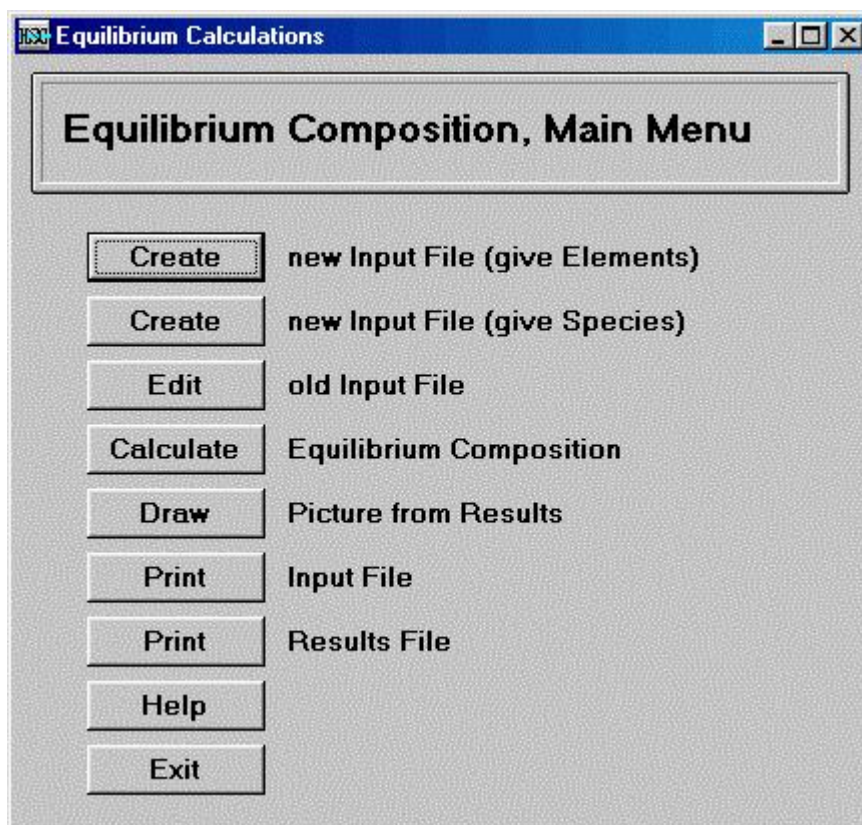 HSC Equilibrium Calculations
Equilibrium Composition, Main Menu
Create new Input File (give Elements)
Create new Input File (give Species)
Edit old Input File
Calculate Equilibrium Composition
Draw Picture from Results
Print Input File
Print Results File
Help
Exit